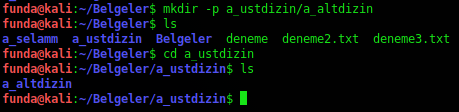 funda@kali:~/Belgeler$ mkdir -p a_ustdizin/a_altdizin
funda@kali:~/Belgeler$ ls
a_selamm  a_ustdizin  Belgeler  deneme  deneme2.txt  deneme3.txt
funda@kali:~/Belgeler$ cd a_ustdizin
funda@kali:~/Belgeler/a_ustdizin$ ls
a_altdizin
funda@kali:~/Belgeler/a_ustdizin$